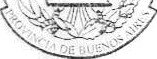 PROVINCIA DE BUENOS AIRES